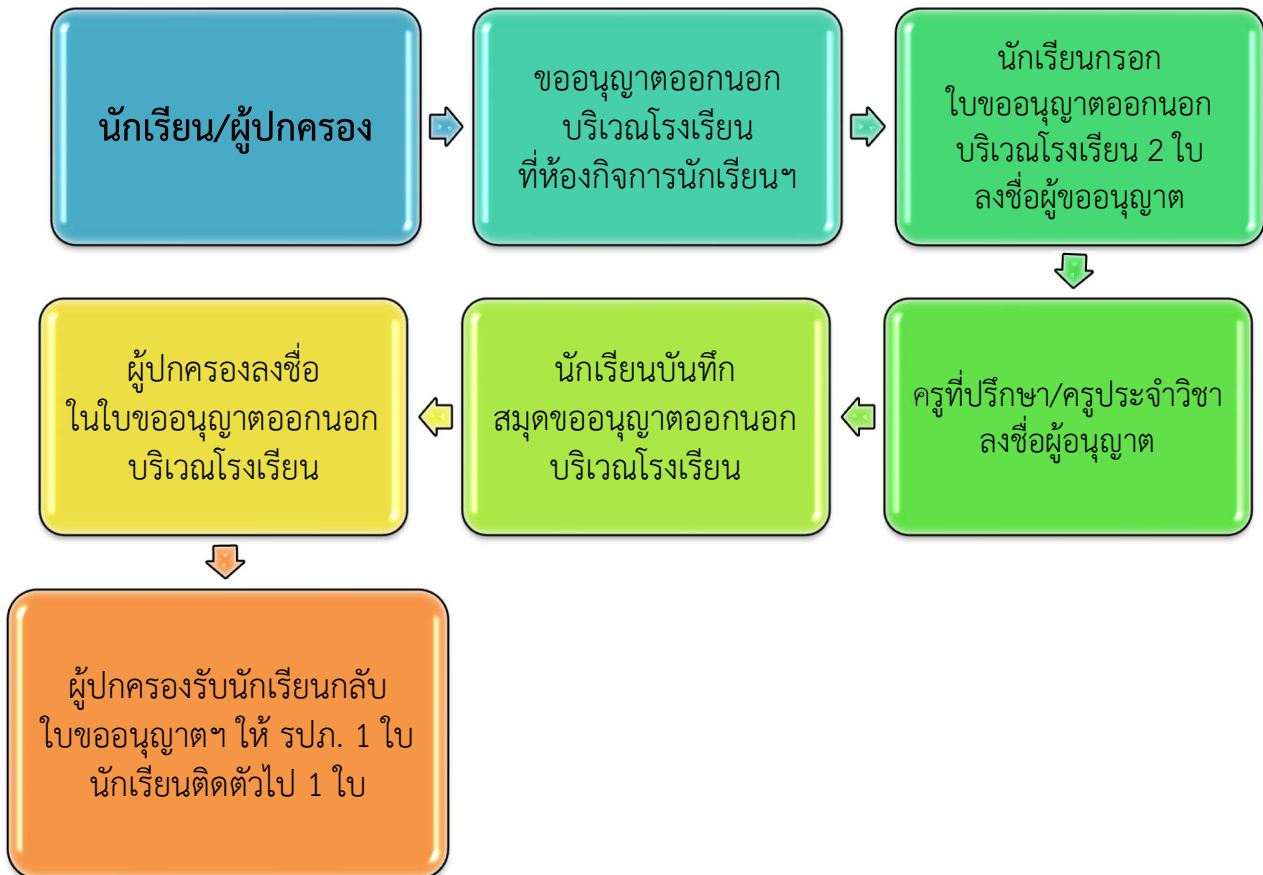 นักเรียน/ผู้ปกครอง
ขออนุญาตออกนอก
บริเวณโรงเรียน
ที่ห้องกิจการนักเรียนฯ
นักเรียนกรอก
ใบขออนุญาตออกนอก
บริเวณโรงเรียน 2 ใบ
ลงชื่อผู้ขออนุญาต
ครูที่ปรึกษา/ครูประจำวิชา
ลงชื่อผู้อนุญาต
นักเรียนบันทึก
สมุดขออนุญาตออกนอก
บริเวณโรงเรียน
ผู้ปกครองลงชื่อ
ในใบขออนุญาตออกนอก
บริเวณโรงเรียน
ผู้ปกครองรับนักเรียนกลับ
ใบขออนุญาตฯ ให้ รปภ. 1 ใบ
นักเรียนติดตัวไป 1 ใบ